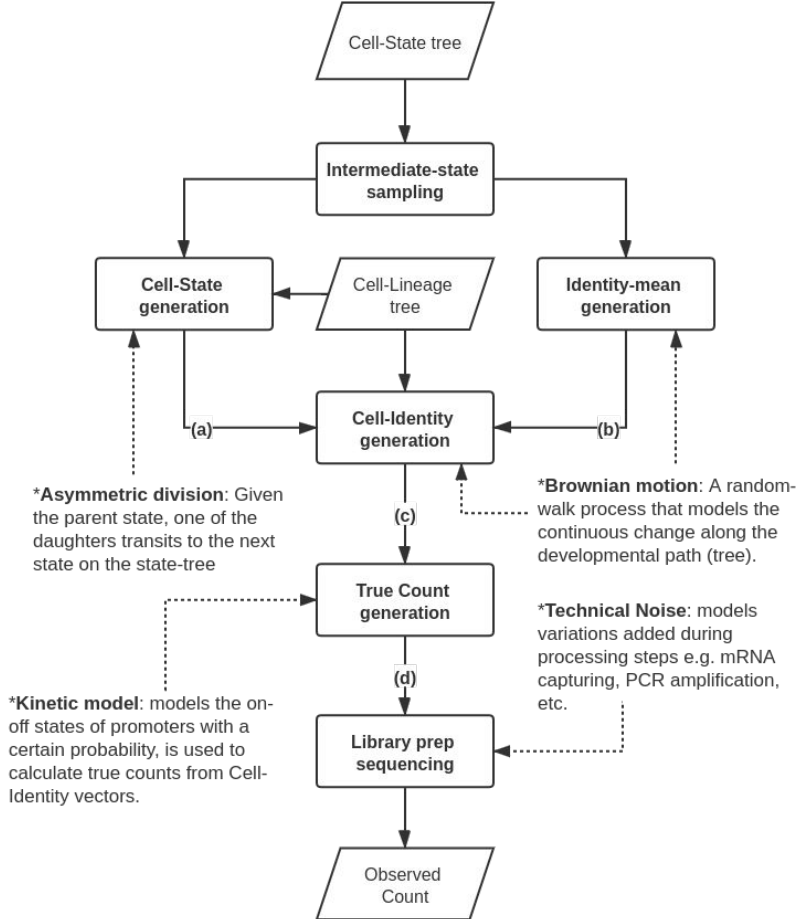 Cell-State tree
Intermediate-state
sampling
Cell-State
generation
Cell-Lineage
tree
Identity-mean
generation
(a)
Cell-Identity
generation
(b)
*Asymmetric division: Given
the parent state, one of the
daughters transits to the next
state on the state-tree
*Brownian motion: A random-
walk process that models the
continuous change along the
developmental path (tree).
(c)
True Count
generation
*Technical Noise: models
variations added during
processing steps e.g. mRNA
capturing, PCR amplification,
etc.
(d)
*Kinetic model: models the on-
off states of promoters with a
certain probability, is used to
calculate true counts from Cell-
Identity vectors.
Library prep
sequencing
Observed
Count